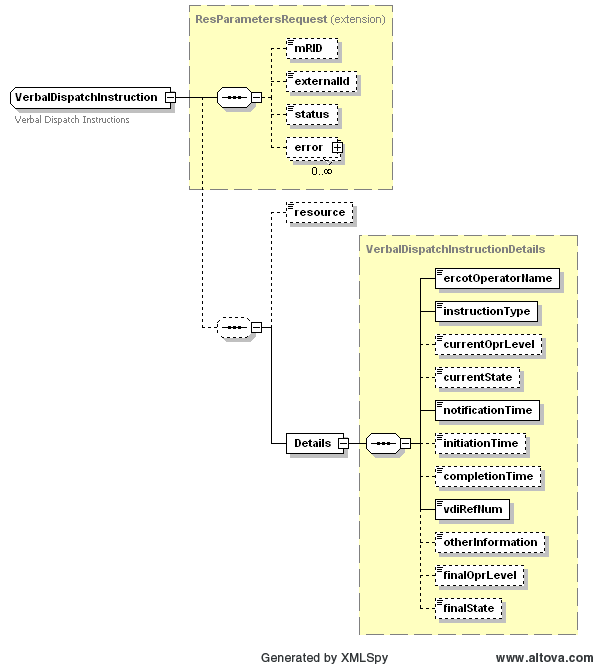 ResParametersRequest (extension)
mRID
externalId
VerbalDispatchInstruction
Verbal Dispatch Instructions
status
error
0..∞
resource
VerbalDispatchInstructionDetails
ercotOperatorName
instructionType
currentOprLevel
currentState
notificationTime
Details
initiationTime
completionTime
vdiRefNum
otherInformation
finalOprLevel
finalState
Generated by XMLSpy
www.altova.com